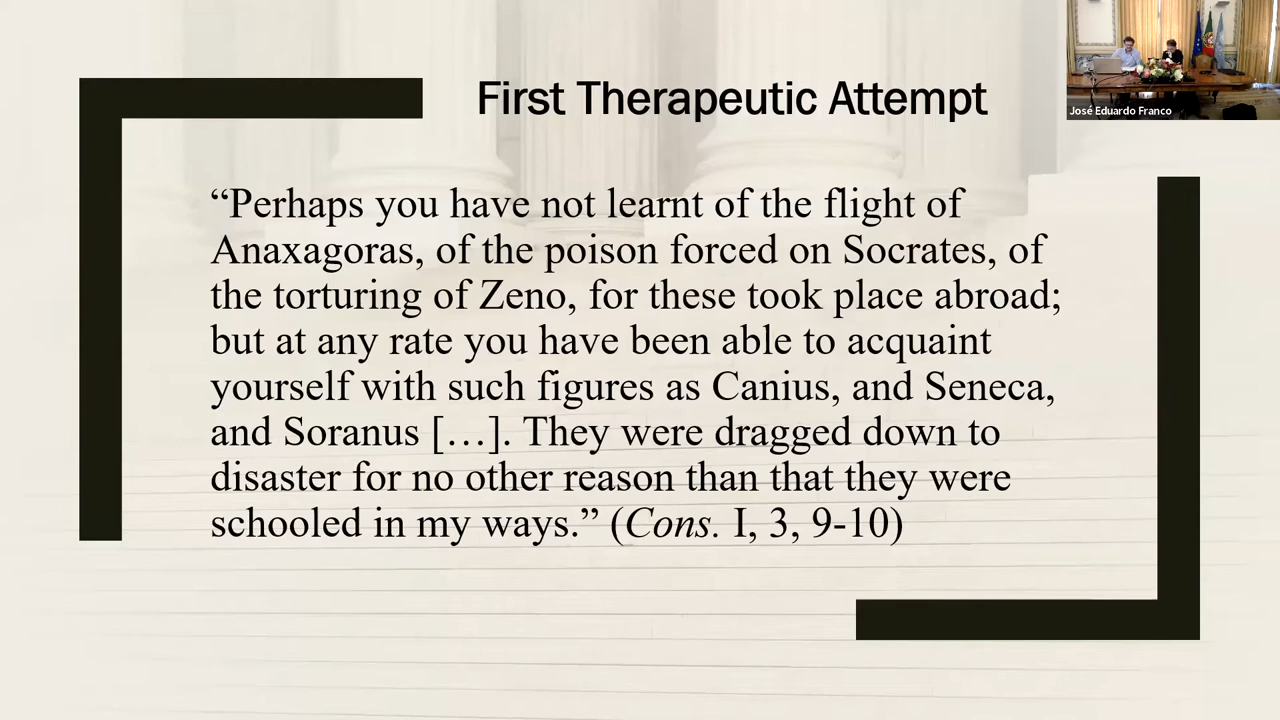 First Therapeutic Attempt
José Eduardo Franco
“Perhaps you have not learnt of the flight of
Anaxagoras, of the poison forced on Socrates, of
the torturing of Zeno, for these took place abroad;
but at any rate you have been able to acquaint
yourself with such figures as Canius, and Seneca,
and Soranus […]. They were dragged down to
disaster for no other reason than that they were
schooled in my ways.” (Cons. I, 3, 9-10)